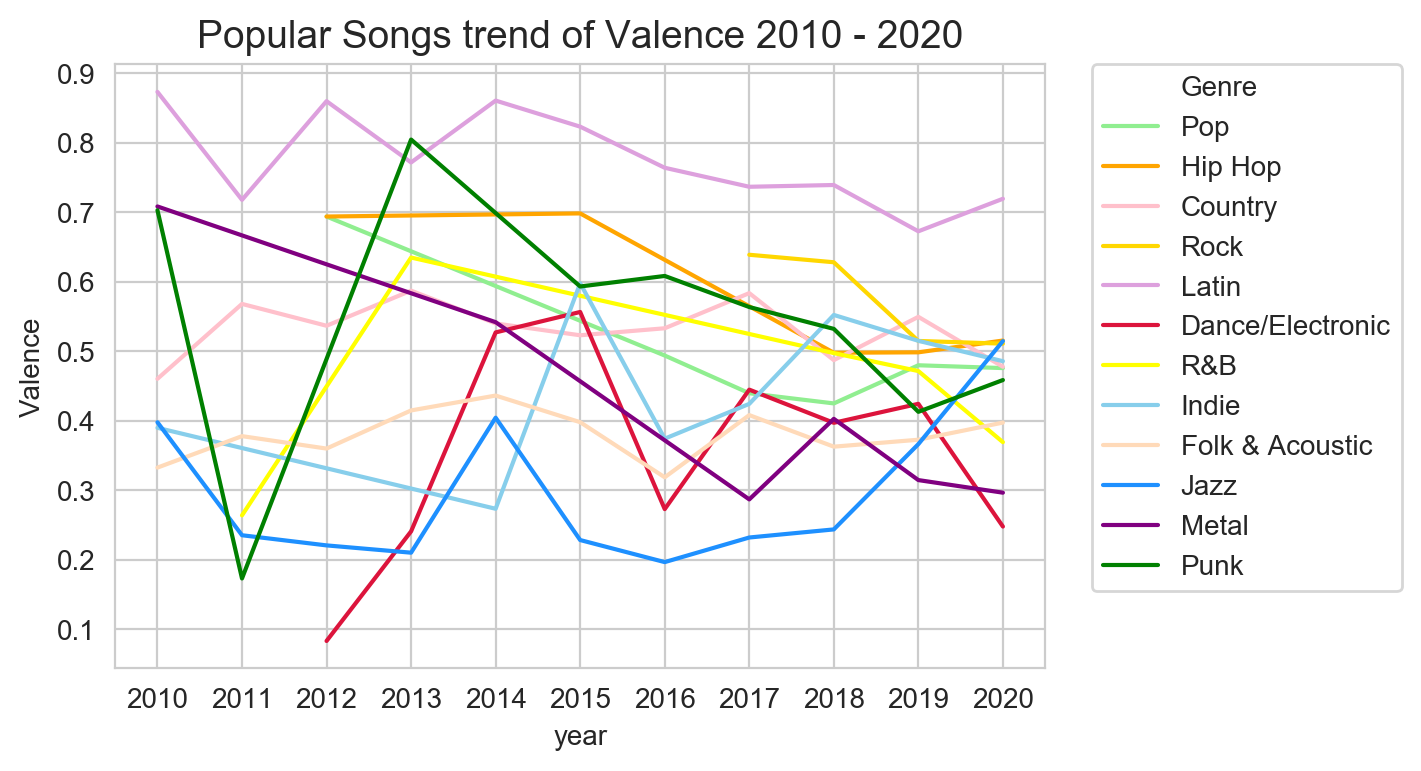 Popular Songs trend of Valence 2010 - 2020
0.9
0.8
0.7
0.6
0.5
0.4
0.3
0.2
0.1
Valence
2010 2011 2012 2013 2014 2015 2016 2017 2018 2019 2020
year
Genre
Pop
Hip Hop
Country
Rock
Latin
Dance/Electronic
R&B
Indie
Folk & Acoustic
Jazz
Metal
Punk